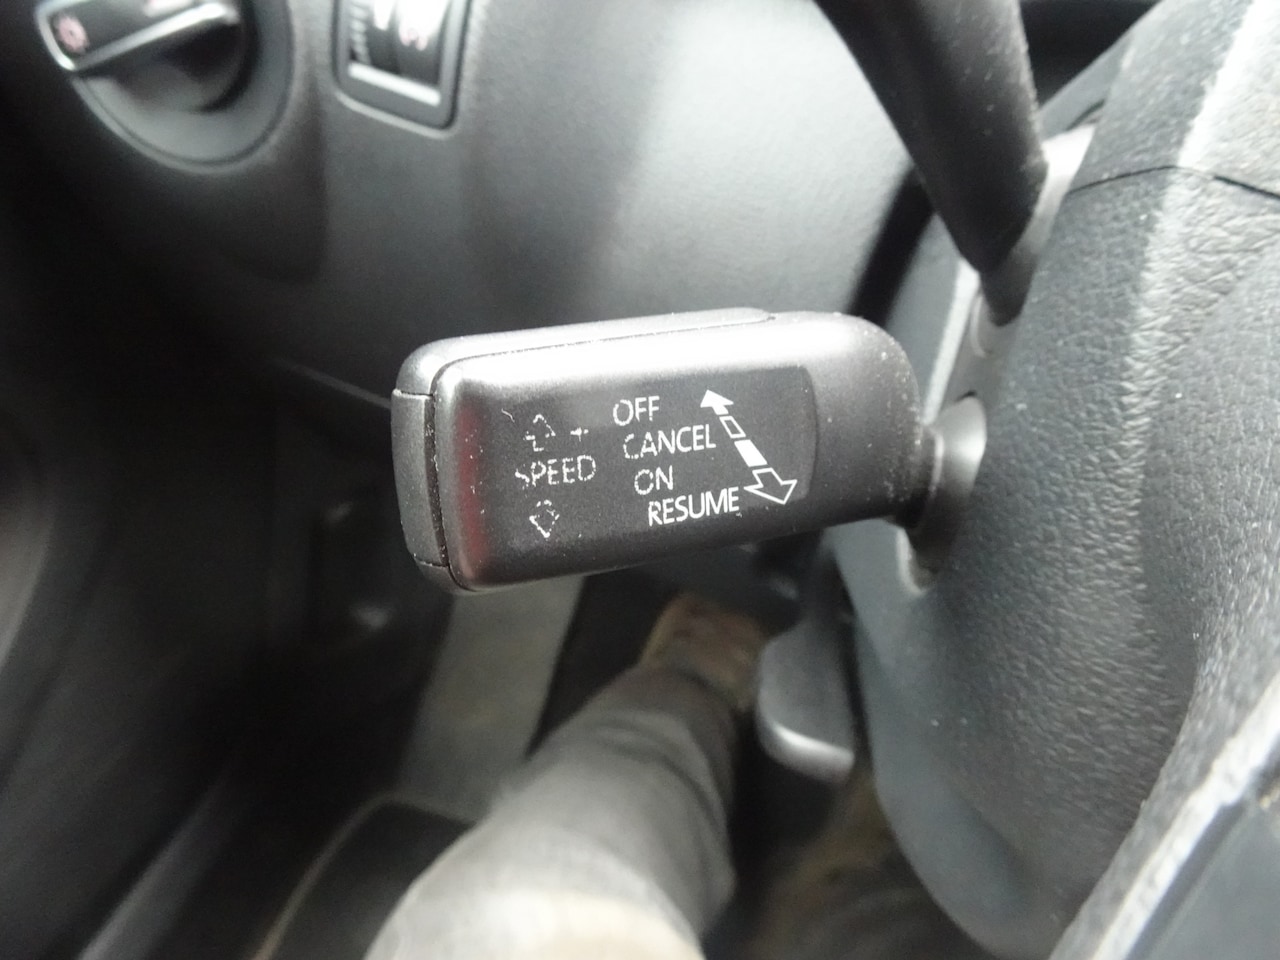 OFF
CANCEL
ON
RESUME
+
SPEED